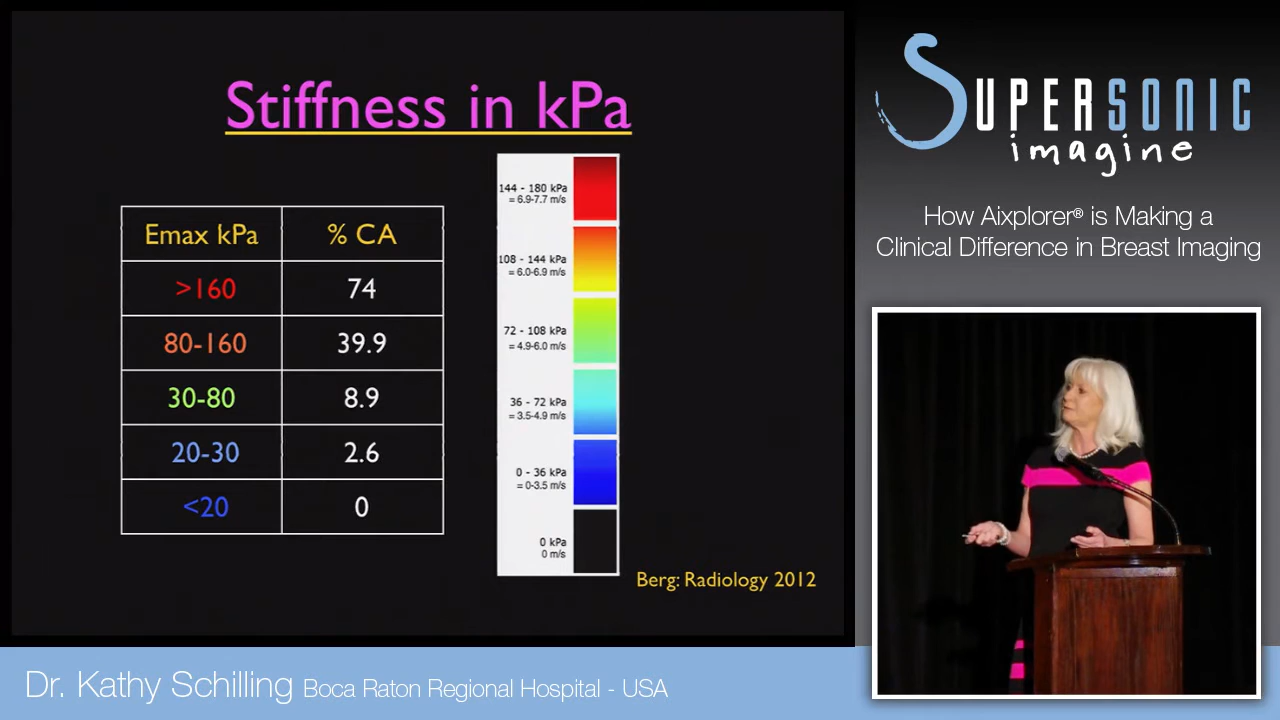 Stiffness in kPa
Emax kPa % CA
>160 74
80-160 39.9
30-80 8.9
20-30 2.6
<20 0
144 - 180 kPa
= 6.9-7.7 m/s
108 - 144 kPa
= 6.0-6.9 m/s
72 - 108 kPa
= 4.9-6.0 m/s
36 - 72 kPa
= 3.5-4.9 m/s
0 - 36 kPa
= 0-3.5 m/s
0 kPa
0 m/s
Berg: Radiology 2012
SUPERSONIC
imagine
How Aixplorer® is Making a
Clinical Difference in Breast Imaging
Dr. Kathy Schilling Boca Raton Regional Hospital - USA